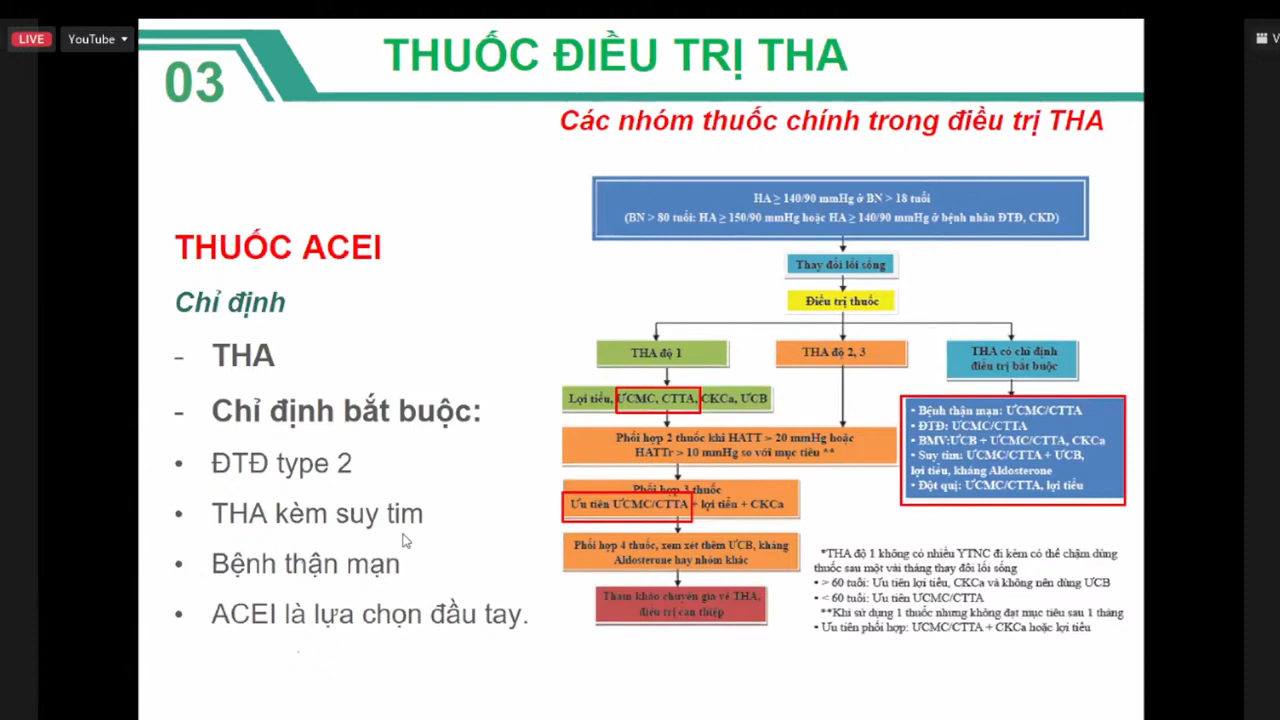 LIVE
YouTube
V
03
THUỐC ĐIỀU TRỊ THA
Các nhóm thuốc chính trong điều trị THA
THUỐC ACEI
Chỉ định
- THA
- Chỉ định bắt buộc:
• ĐTĐ type 2
• THA kèm suy tim
• Bệnh thận mạn
• ACEI là lựa chọn đầu tay.
HA ≥ 140/90 mmHg ở BN > 18 tuổi
(BN > 80 tuổi: HA ≥ 150/90 mmHg hoặc HA ≥ 140/90 mmHg ở bệnh nhân ĐTĐ, CKD)
Thay đổi lối sống
Điều trị thuốc
THA độ 1
THA độ 2, 3
THA có chỉ định
điều trị bắt buộc
Lợi tiểu, ƯCMC, CTTA, CKCa, ƯCB
Phối hợp 2 thuốc khi HATT > 20 mmHg hoặc
HATTr > 10 mmHg so với mục tiêu **
Phối hợp 3 thuốc
Ưu tiên ƯCMC/CTTA + lợi tiểu + CKCa
Phối hợp 4 thuốc, xem xét thêm ƯCB, kháng
Aldosterone hay nhóm khác
Tham khảo chuyên gia về THA,
điều trị can thiệp
• Bệnh thận mạn: ƯCMC/CTTA
• ĐTĐ: ƯCMC/CTTA
• BMV:ƯCB + ƯCMC/CTTA, CKCa
• Suy tim: ƯCMC/CTTA + ƯCB,
lợi tiểu, kháng Aldosterone
• Đột quị: ƯCMC/CTTA, lợi tiểu
*THA độ 1 không có nhiều YTNC đi kèm có thể chậm dùng
thuốc sau một vài tháng thay đổi lối sống
• > 60 tuổi: Ưu tiên lợi tiểu, CKCa và không nên dùng ƯCB
• < 60 tuổi: Ưu tiên ƯCMC/CTTA
**Khi sử dụng 1 thuốc nhưng không đạt mục tiêu sau 1 tháng
• Ưu tiên phối hợp: ƯCMC/CTTA + CKCa hoặc lợi tiểu